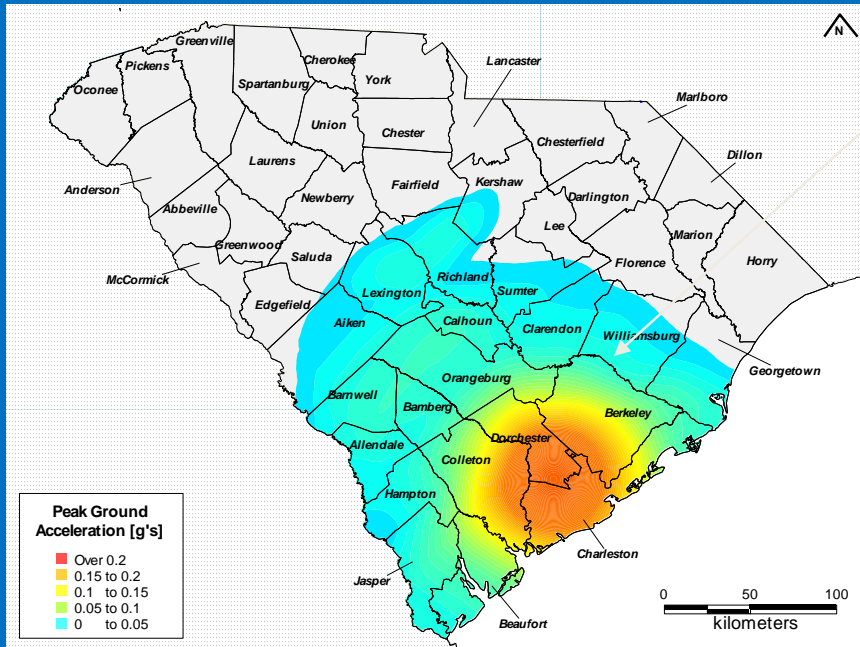 N
Greenville
Cherokee
Pickens
York
Lancaster
Oconee
Spartanburg
Marlboro
Union
Chester
Chesterfield
Dillon
Laurens
Anderson
Fairfield
Kershaw
Newberry
Darlington
Abbeville
Lee
Marion
Greenwood
Saluda
Florence
Horry
McCormick
Richland
Lexington
Sumter
Edgefield
Aiken
Calhoun
Clarendon
Williamsburg
Georgetown
Orangeburg
Barnwell
Bamberg
Berkeley
Dorchester
Allendale
Colleton
Hampton
Charleston
Jasper
Beaufort
Peak Ground
Acceleration [g's]
Over 0.2
0.15 to 0.2
0.1 to 0.15
0.05 to 0.1
0 to 0.05
0 50 100
kilometers